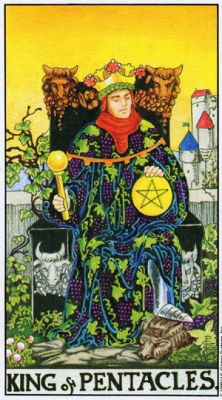 KING of PENTACLES.